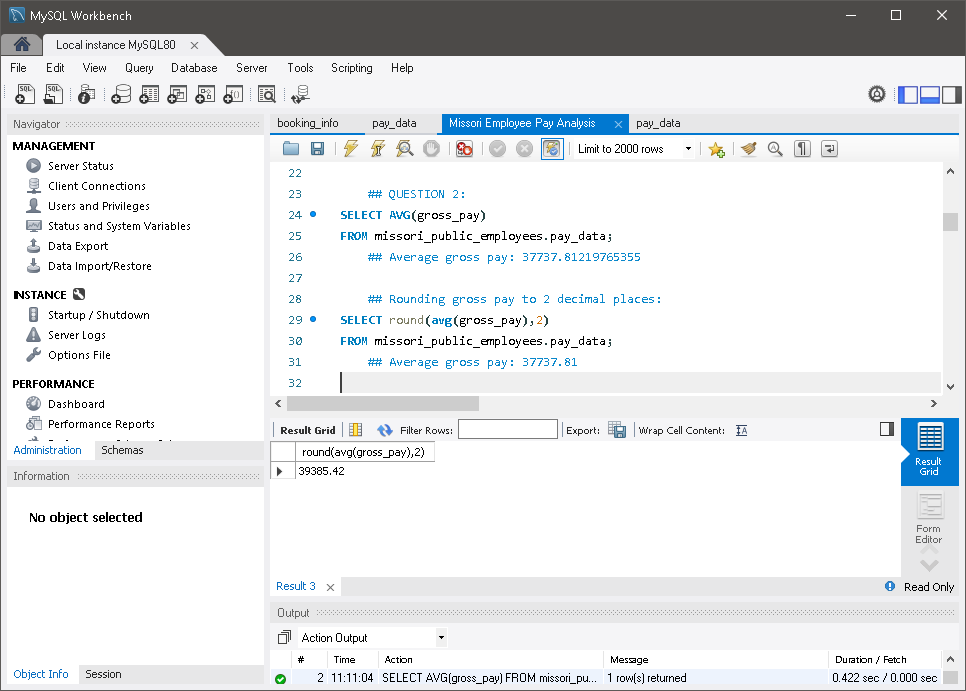 MySQL Workbench
Local instance MySQL80
File Edit View Query Database Server Tools Scripting Help
Navigator
MANAGEMENT
Server Status
Client Connections
Users and Privileges
Status and System Variables
Data Export
Data Import/Restore
INSTANCE
Startup / Shutdown
Server Logs
Options File
PERFORMANCE
Dashboard
Performance Reports
Administration Schemas
Information
No object selected
Object Info Session
booking_info pay_data Missori Employee Pay Analysis pay_data
Limit to 2000 rows
22
23 ## QUESTION 2:
24 SELECT AVG(gross_pay)
25 FROM missori_public_employees.pay_data;
26 ## Average gross pay: 37737.81219765355
27
28 ## Rounding gross pay to 2 decimal places:
29 SELECT round(avg(gross_pay),2)
30 FROM missori_public_employees.pay_data;
31 ## Average gross pay: 37737.81
32
Result Grid Filter Rows: Export: Wrap Cell Content:
round(avg(gross_pay),2)
39385.42
Result Grid
Form Editor
Result 3 Read Only
Output
Action Output
# Time Action Message Duration / Fetch
2 11:11:04 SELECT AVG(gross_pay) FROM missori_pu... 1 row(s) returned 0.422 sec / 0.000 sec